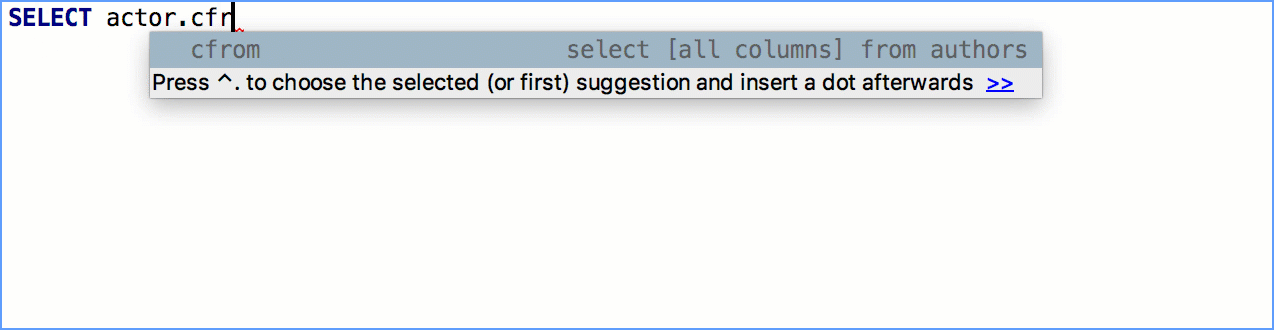 SELECT actor.cfr
cfrom select [all columns] from authors
Press ^. to choose the selected (or first) suggestion and insert a dot afterwards >>